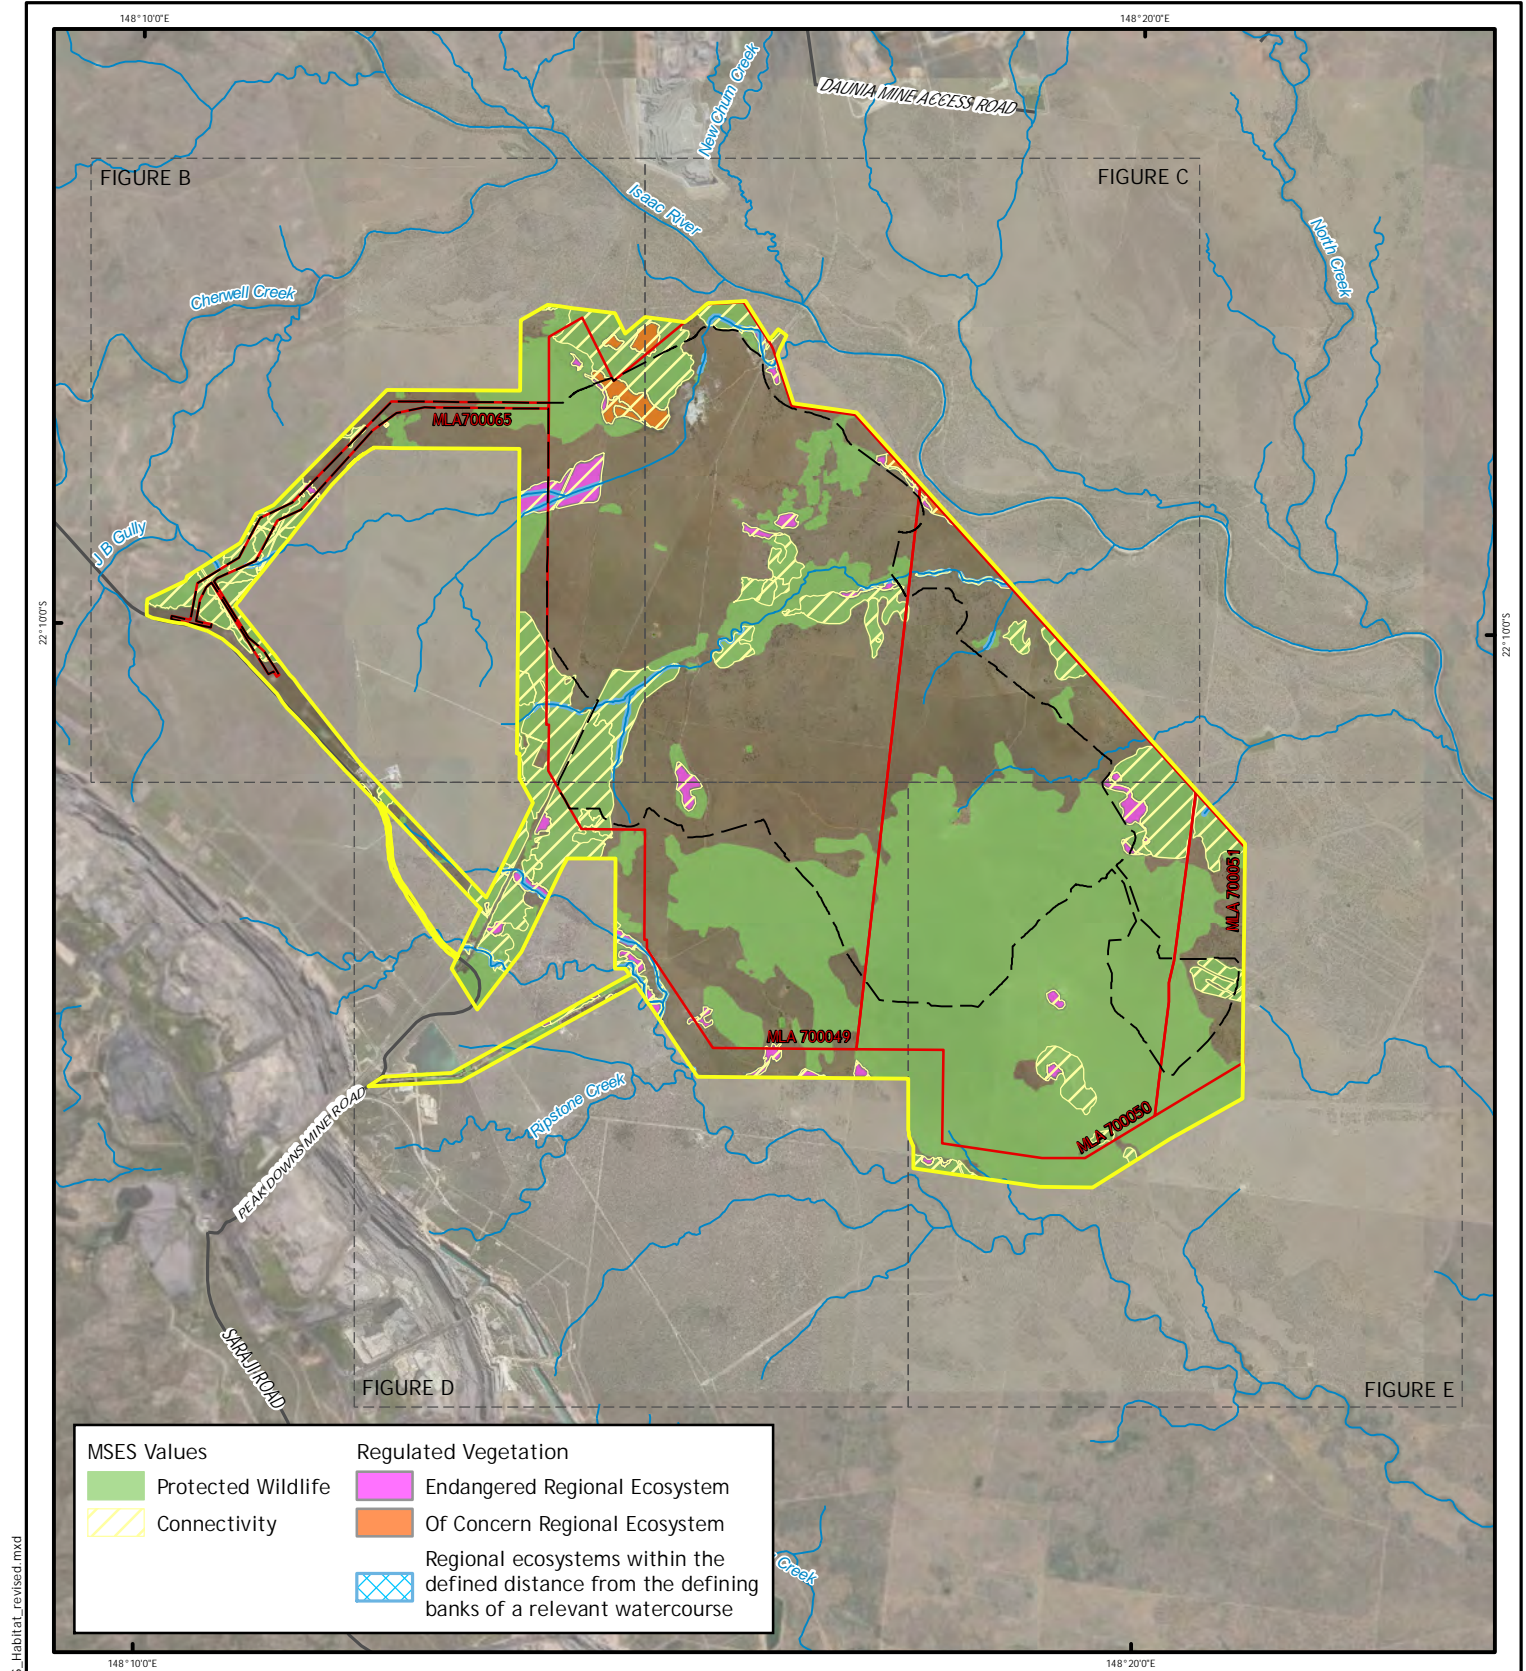 148°10'0"E
148°20'0"E
DAUNIA MINE ACCESS ROAD
New Chum Creek
FIGURE B
FIGURE C
Isaac River
North Creek
Cherwell Creek
MLA700065
J B Gully
22°10'0"S
22°10'0"S
MLA 700051
MLA 700049
Ripstone Creek
PEAK DOWNS MINE ROAD
MLA 700050
SARAJI ROAD
FIGURE D
FIGURE E
MSES Values
Protected Wildlife
Connectivity
Regulated Vegetation
Endangered Regional Ecosystem
Of Concern Regional Ecosystem
Regional ecosystems within the
defined distance from the defining
banks of a relevant watercourse
Creek
_Habitat_revised.mxd
148°10'0"E
148°20'0"E